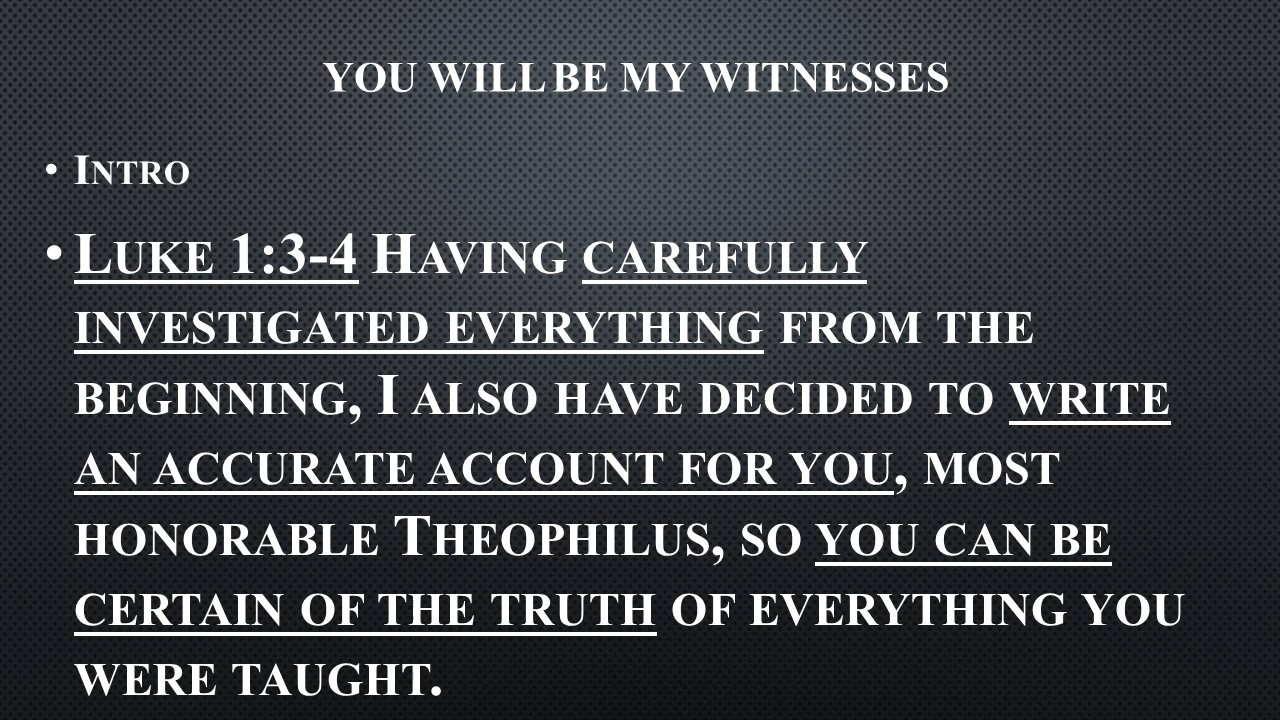 YOU WILL BE MY WITNESSES
• INTRO
• LUKE 1:3-4 HAVING CAREFULLY
INVESTIGATED EVERYTHING FROM THE
BEGINNING, I ALSO HAVE DECIDED TO WRITE
AN ACCURATE ACCOUNT FOR YOU, MOST
HONORABLE THEOPHILUS, SO YOU CAN BE
CERTAIN OF THE TRUTH OF EVERYTHING YOU
WERE TAUGHT.